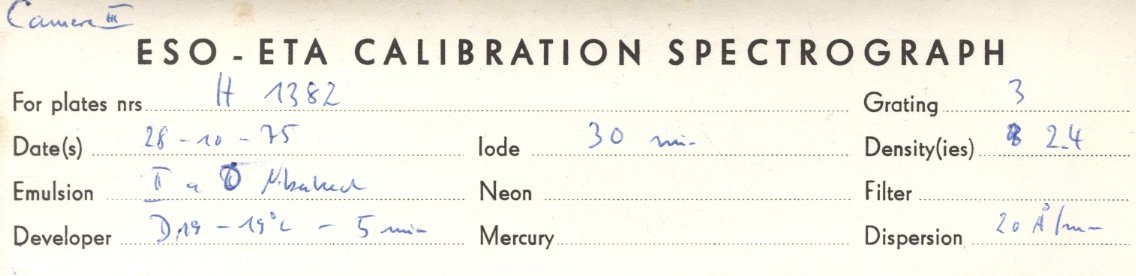 Camera III
ESO - ETA CALIBRATION SPECTROGRAPH
For plates nrs H 1382 Grating 3
Date(s) 28-10-75 Iode 30 min Density(ies) 2.4
Emulsion II a O Neon Filter
Developer D19 - 19°C - 5 min Mercury Dispersion 20 Å/mm